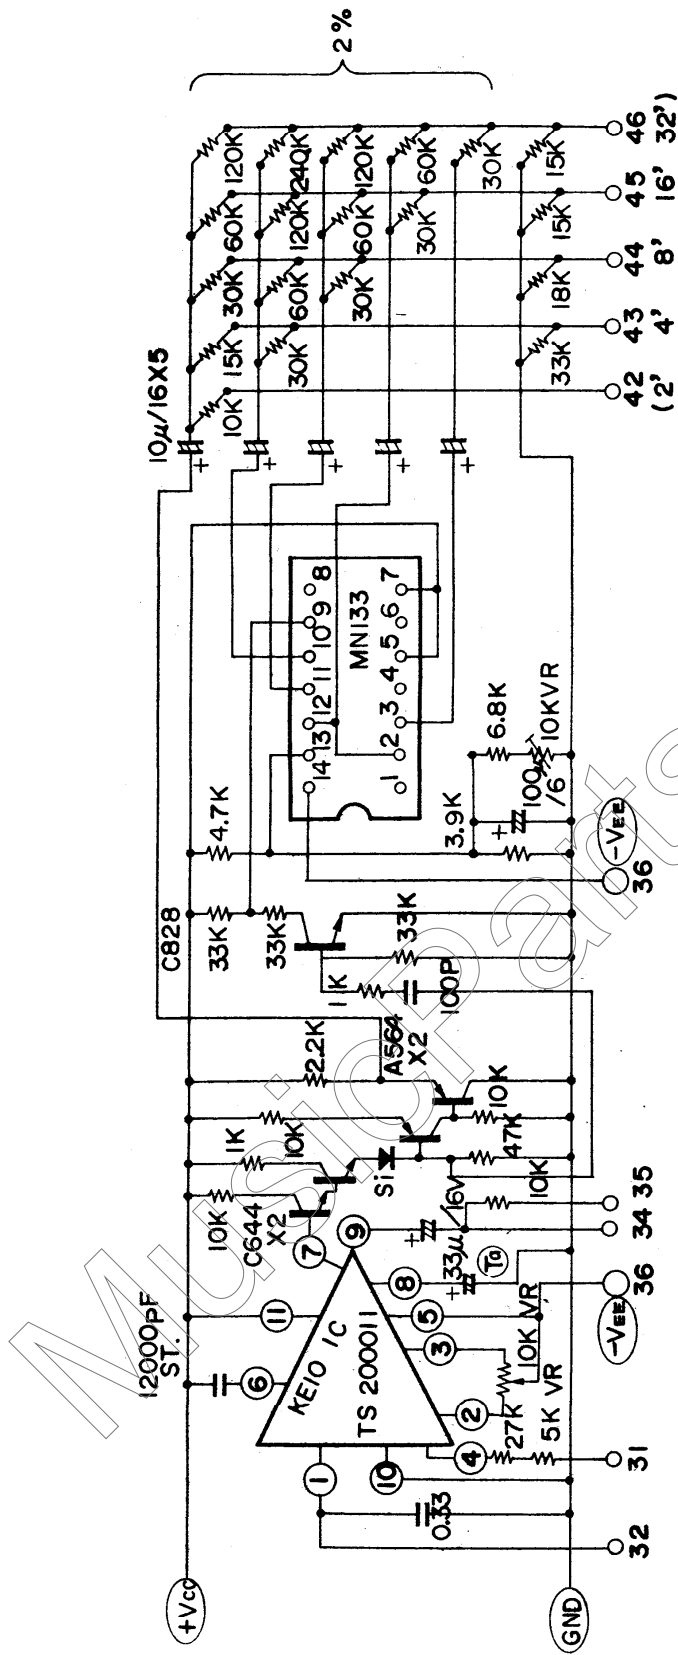 2%
120K
240K
120K
60K
30K
15K
60K
120K
60K
30K
15K
30K
60K
30K
18K
15K
30K
33K
10K
10μ/16X5
46
32')
45
16'
44
8'
43
4'
42
(2'
+
+
+
+
+
8
9
10
11
12
13
14
7
6
5
4
3
2
1
MN133
4.7K
3.9K
6.8K
10KVR
+
100μ
/6
-VEE
36
C828
33K
33K
33K
1K
100P
2.2K
A564
X2
10K
10K
1K
10K
47K
Si
C644
X2
10K
+
33μ
/16V
+
Ta
34
35
-VEE
36
12000pF
ST.
KEIO IC
TS 200011
7
9
11
6
8
5
3
2
4
1
10
10K VR
27K
5K VR
31
0.33
32
+Vcc
GND
MusicParts